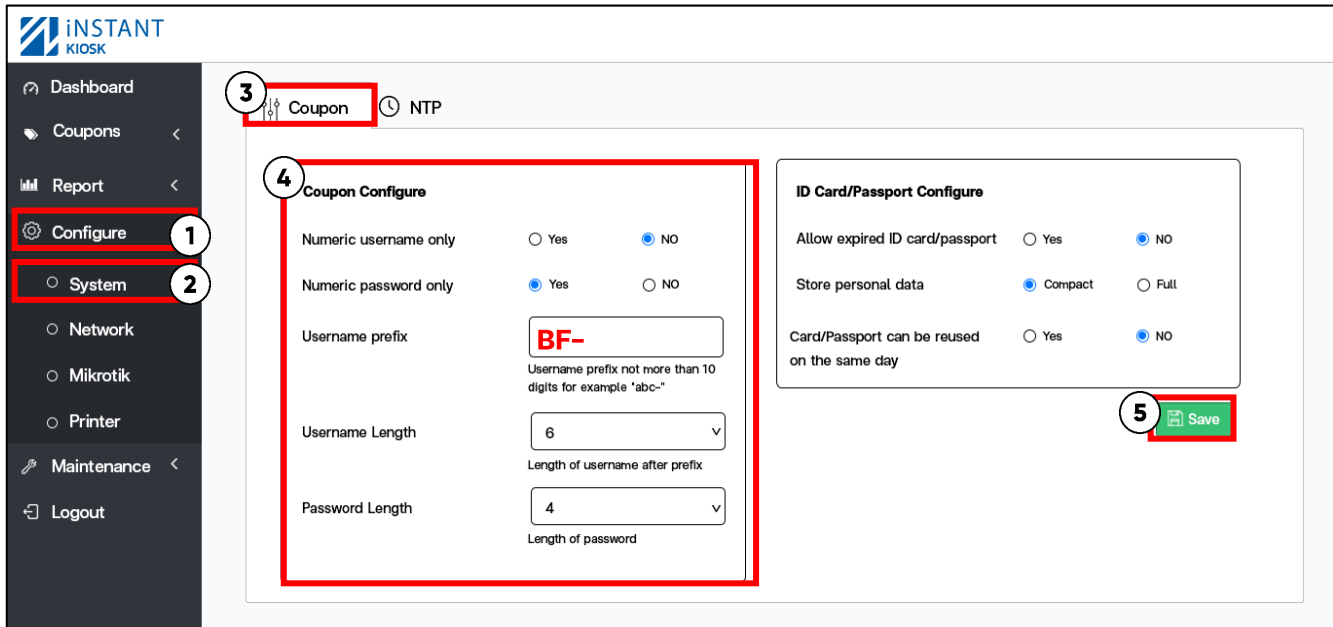 iNSTANT
KIOSK
Dashboard
Coupons
Report
Configure
1
System
2
Network
Mikrotik
Printer
Maintenance
Logout
3
Coupon
NTP
4
Coupon Configure
Numeric username only
Yes
NO
Numeric password only
Yes
NO
Username prefix
BF-
Username prefix not more than 10
digits for example "abc-"
Username Length
6
Length of username after prefix
Password Length
4
Length of password
ID Card/Passport Configure
Allow expired ID card/passport
Yes
NO
Store personal data
Compact
Full
Card/Passport can be reused
on the same day
Yes
NO
5
Save